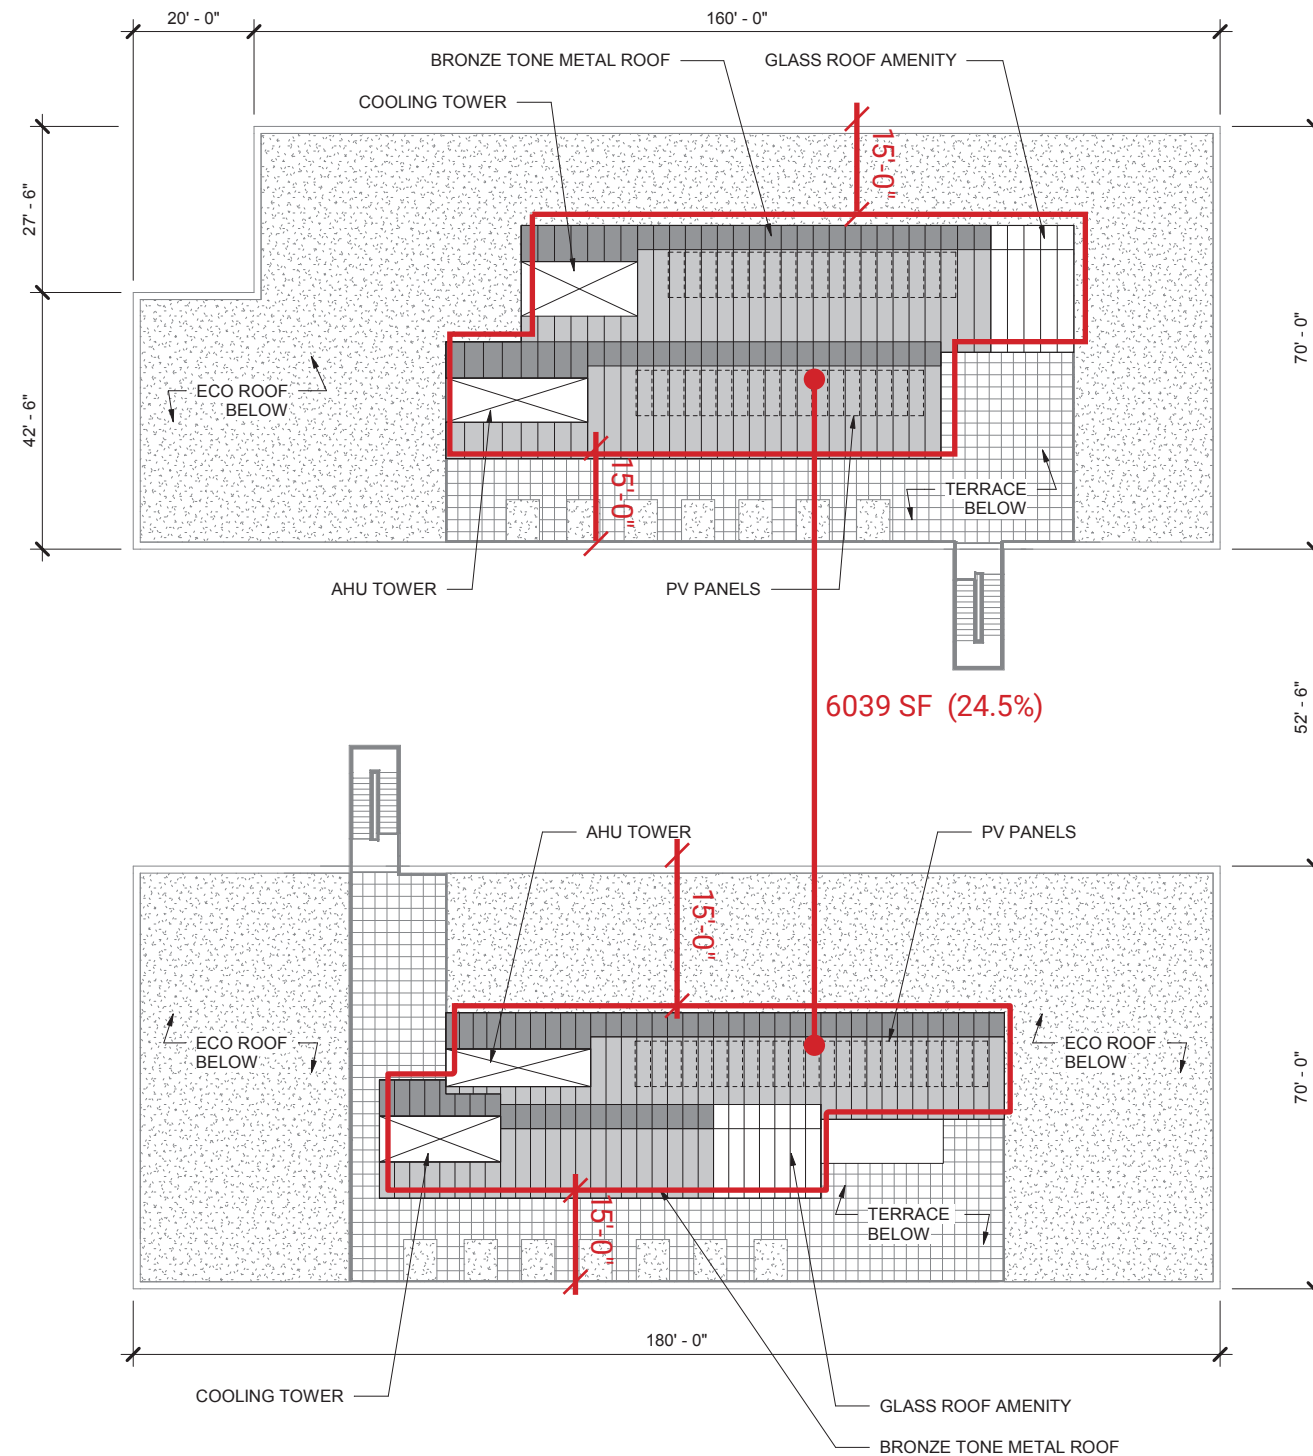 20' - 0"
160' - 0"
BRONZE TONE METAL ROOF
GLASS ROOF AMENITY
COOLING TOWER
15'-0"
27' - 6"
70' - 0"
ECO ROOF
BELOW
42' - 6"
15'-0"
TERRACE
BELOW
AHU TOWER
PV PANELS
6039 SF (24.5%)
52' - 6"
AHU TOWER
PV PANELS
15'-0"
ECO ROOF
BELOW
ECO ROOF
BELOW
70' - 0"
15'-0"
TERRACE
BELOW
180' - 0"
COOLING TOWER
GLASS ROOF AMENITY
BRONZE TONE METAL ROOF